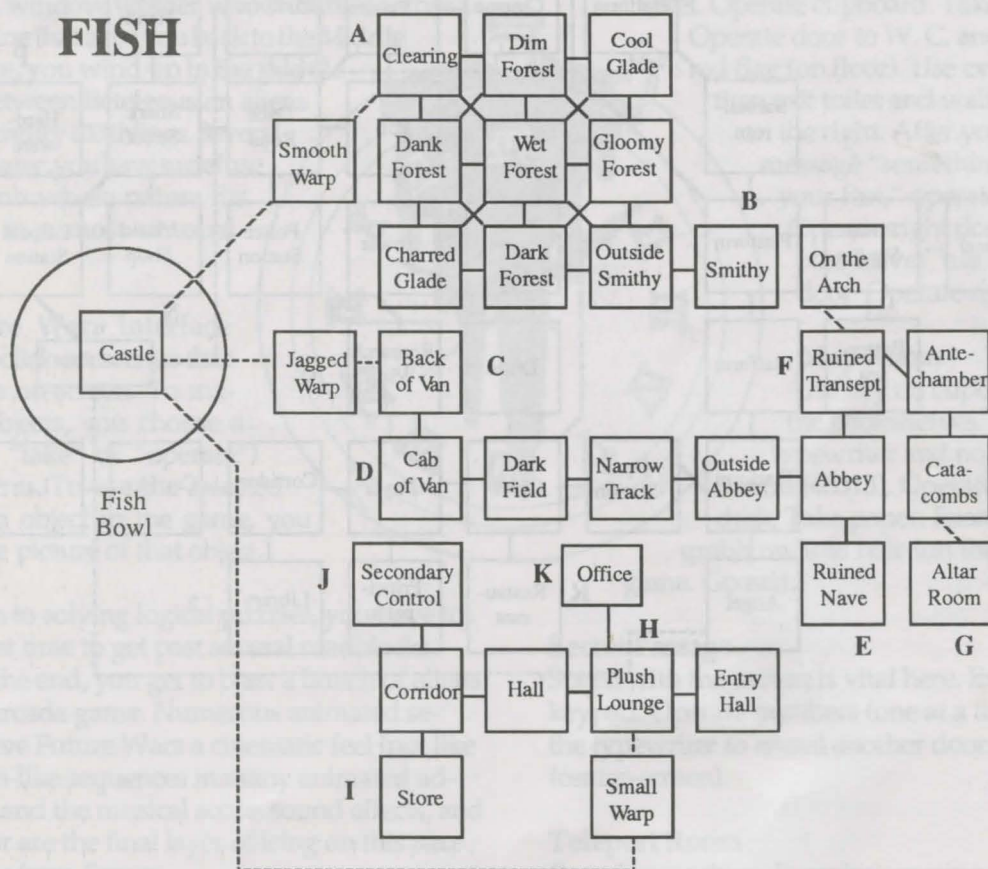 FISH
A
Clearing
Dim
Forest
Cool
Glade
Smooth
Warp
Dank
Forest
Wet
Forest
Gloomy
Forest
B
Charred
Glade
Dark
Forest
Outside
Smithy
Smithy
On the
Arch
Castle
Fish
Bowl
Jagged
Warp
Back
of Van
C
F
Ruined
Transept
Ante-
chamber
D
Cab
of Van
Dark
Field
Narrow
Track
Outside
Abbey
Abbey
Cata-
combs
J
Secondary
Control
K
Office
Ruined
Nave
Altar
Room
E
G
H
Corridor
Hall
Plush
Lounge
Entry
Hall
I
Store
Small
Warp